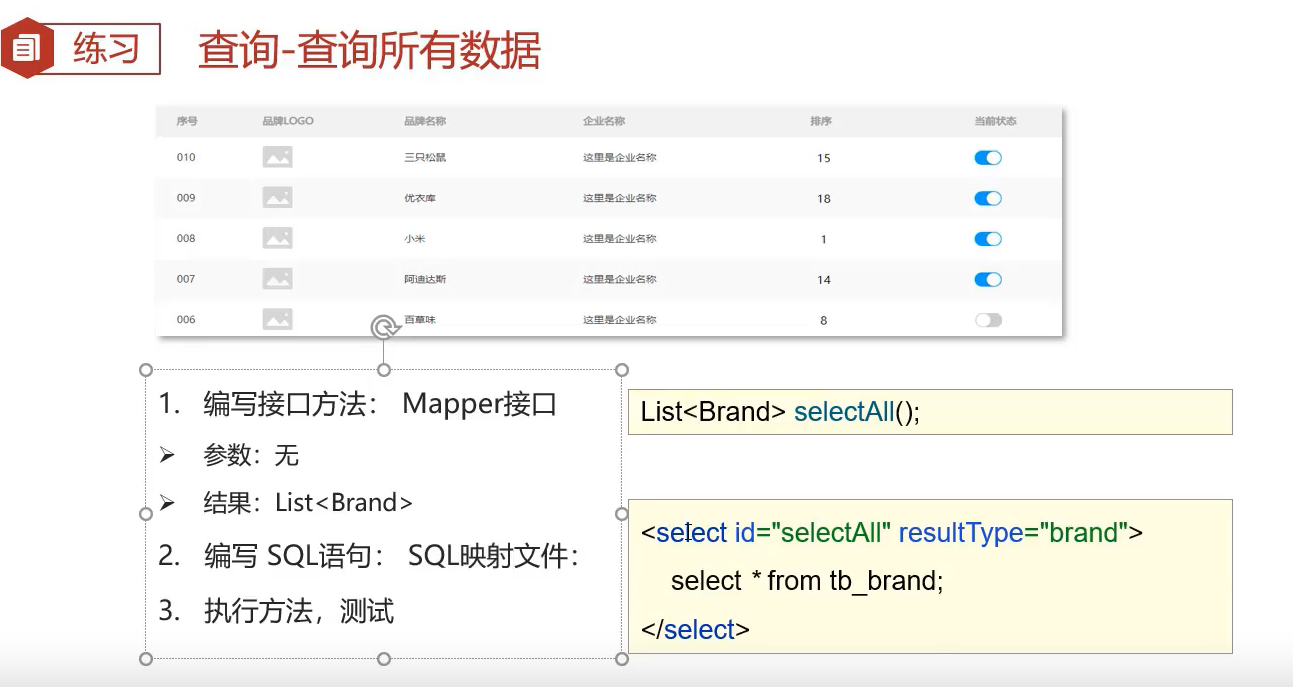 练习
查询-查询所有数据
序号 品牌LOGO 品牌名称 企业名称 排序 当前状态
010 三只松鼠 这里是企业名称 15
009 优衣库 这里是企业名称 18
008 小米 这里是企业名称 1
007 阿迪达斯 这里是企业名称 14
006 百草味 这里是企业名称 8
1. 编写接口方法： Mapper接口
➢ 参数：无
➢ 结果：List<Brand>
2. 编写 SQL语句： SQL映射文件：
3. 执行方法，测试
List<Brand> selectAll();
<select id="selectAll" resultType="brand">
select * from tb_brand;
</select>